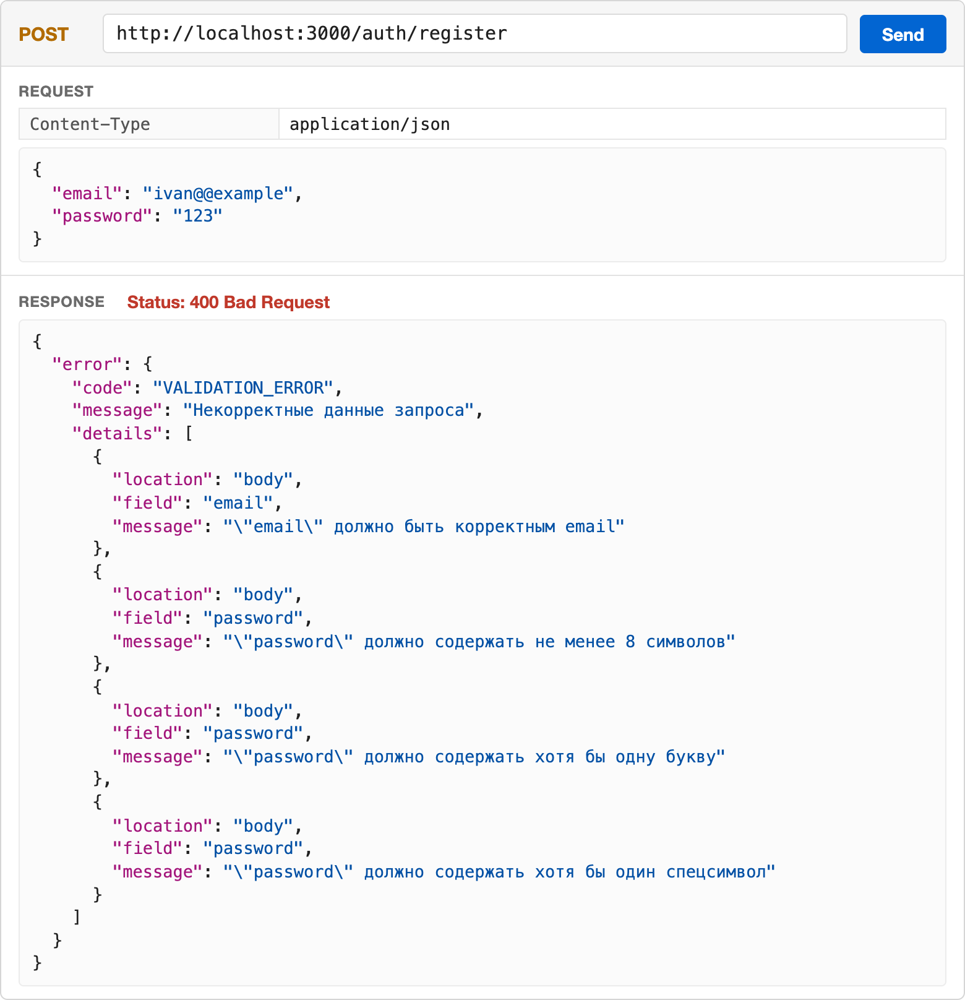 POST http://localhost:3000/auth/register Send
REQUEST
Content-Type application/json
{
  "email": "ivan@@example",
  "password": "123"
}
RESPONSE Status: 400 Bad Request
{
  "error": {
    "code": "VALIDATION_ERROR",
    "message": "Некорректные данные запроса",
    "details": [
      {
        "location": "body",
        "field": "email",
        "message": "\"email\" должно быть корректным email"
      },
      {
        "location": "body",
        "field": "password",
        "message": "\"password\" должно содержать не менее 8 символов"
      },
      {
        "location": "body",
        "field": "password",
        "message": "\"password\" должно содержать хотя бы одну букву"
      },
      {
        "location": "body",
        "field": "password",
        "message": "\"password\" должно содержать хотя бы один спецсимвол"
      }
    ]
  }
}